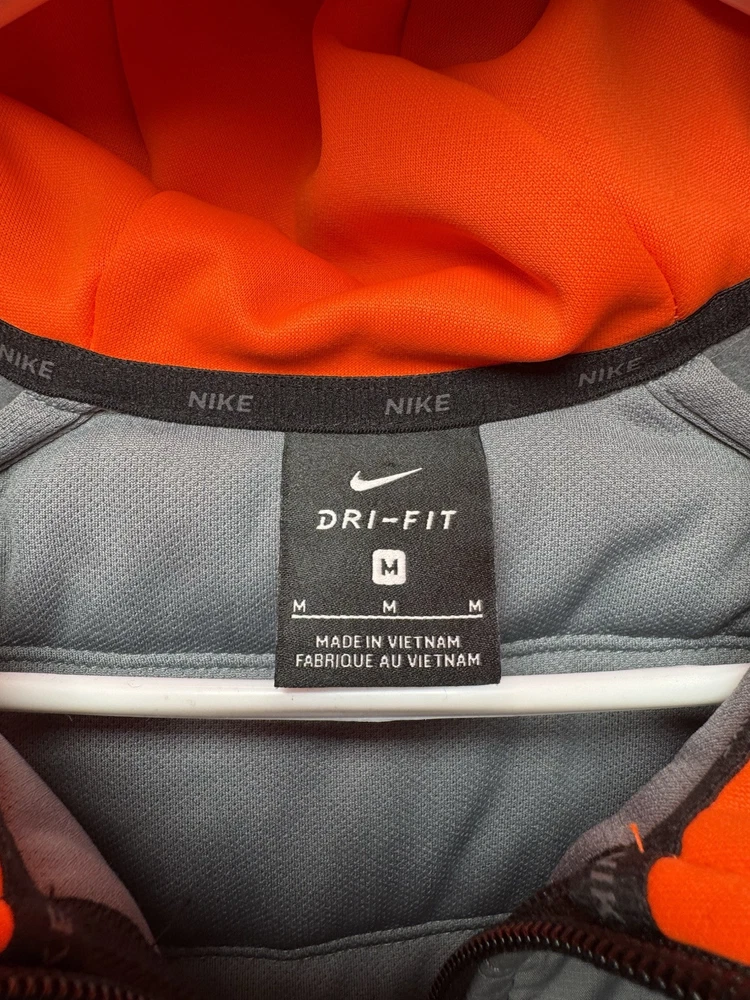 NIKE NIKE NIKE NIKE
DRI-FIT
M
M M M
MADE IN VIETNAM
FABRIQUE AU VIETNAM